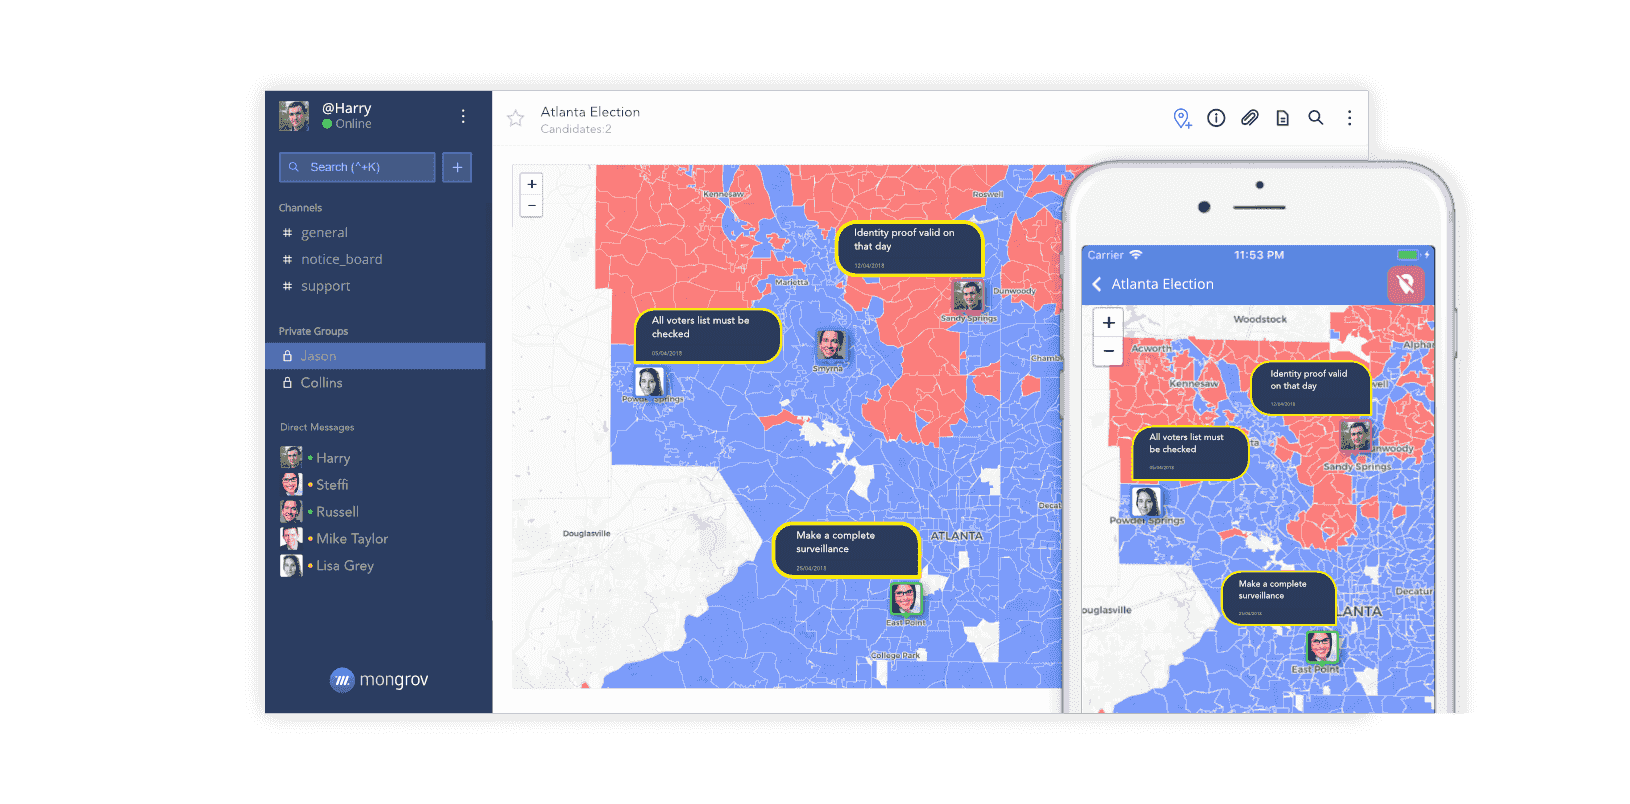 @Harry
Online
Search (^+K)
+
Channels
# general
# notice_board
# support
Private Groups
Jason
Collins
Direct Messages
Harry
Steffi
Russell
Mike Taylor
Lisa Grey
mongrov
Atlanta Election
Candidates:2
+
−
Kennesaw
Roswell
Identity proof valid on
that day
12/04/2018
Marietta
Dunwoody
Sandy Springs
All voters list must be
checked
05/04/2018
Smyrna
Chamb
Powder Springs
Decat
Douglasville
ATLANTA
Make a complete
surveillance
25/04/2018
East Point
College Park
Carrier
11:53 PM
Atlanta Election
+
−
Woodstock
Acworth
Alphar
Kennesaw
well
Identity proof valid
on that day
12/04/2018
ta
All voters list must
be checked
05/04/2018
nwoody
Sandy Springs
Powder Springs
Make a complete
surveillance
Decatur
ouglasville
LANTA
East Point